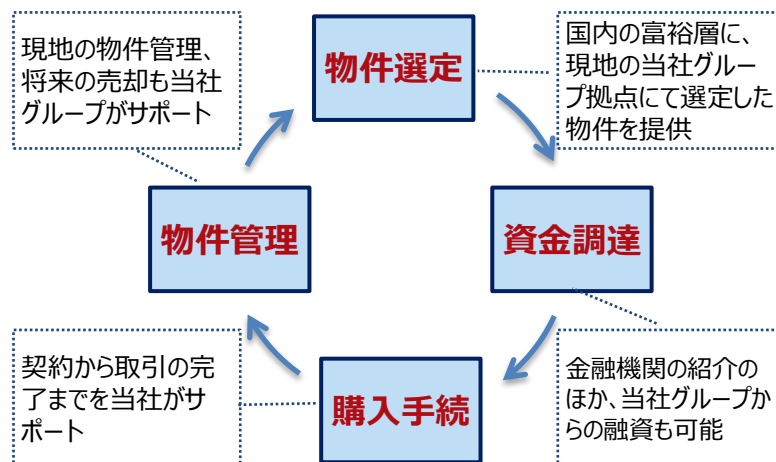 物件選定
国内の富裕層に、
現地の当社グルー
プ拠点にて選定した
物件を提供
資金調達
金融機関の紹介の
ほか、当社グループか
らの融資も可能
購入手続
契約から取引の完
了までを当社がサ
ポート
物件管理
現地の物件管理、
将来の売却も当社
グループがサポート